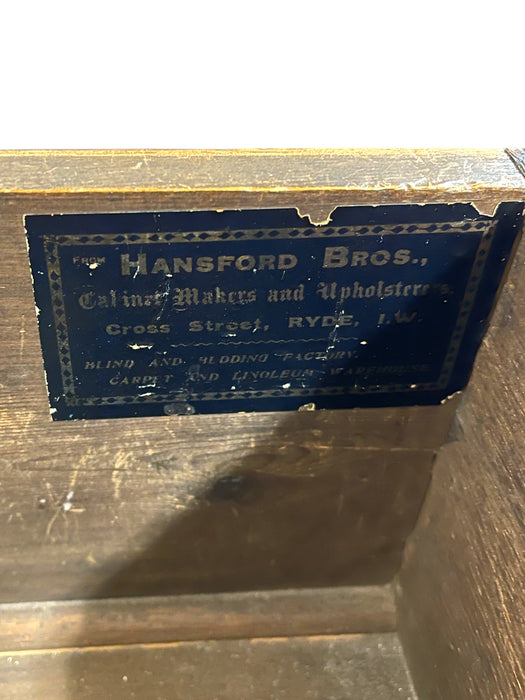 FROM HANSFORD BROS.,
Cabinet Makers and Upholsterers,
Cross Street, RYDE, I.W.
BLIND AND BEDDING FACTORY.
CARPET AND LINOLEUM WAREHOUSE.